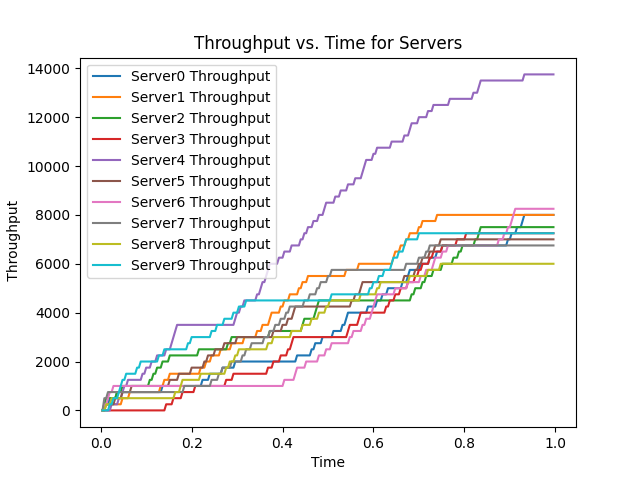 Throughput vs. Time for Servers
14000
12000
10000
8000
6000
4000
2000
0
Throughput
Server0 Throughput
Server1 Throughput
Server2 Throughput
Server3 Throughput
Server4 Throughput
Server5 Throughput
Server6 Throughput
Server7 Throughput
Server8 Throughput
Server9 Throughput
0.0 0.2 0.4 0.6 0.8 1.0
Time